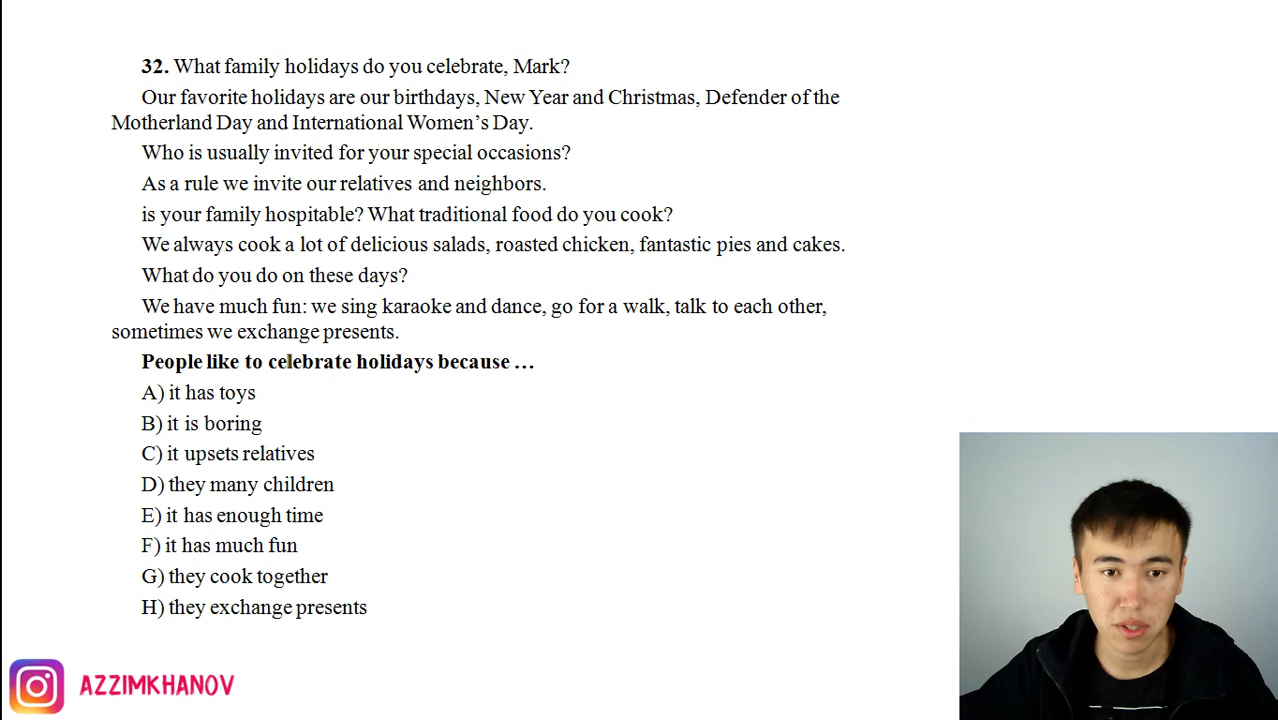 32. What family holidays do you celebrate, Mark?
Our favorite holidays are our birthdays, New Year and Christmas, Defender of the
Motherland Day and International Women's Day.
Who is usually invited for your special occasions?
As a rule we invite our relatives and neighbors.
is your family hospitable? What traditional food do you cook?
We always cook a lot of delicious salads, roasted chicken, fantastic pies and cakes.
What do you do on these days?
We have much fun: we sing karaoke and dance, go for a walk, talk to each other,
sometimes we exchange presents.
People like to celebrate holidays because …
A) it has toys
B) it is boring
C) it upsets relatives
D) they many children
E) it has enough time
F) it has much fun
G) they cook together
H) they exchange presents
AZZIMKHANOV